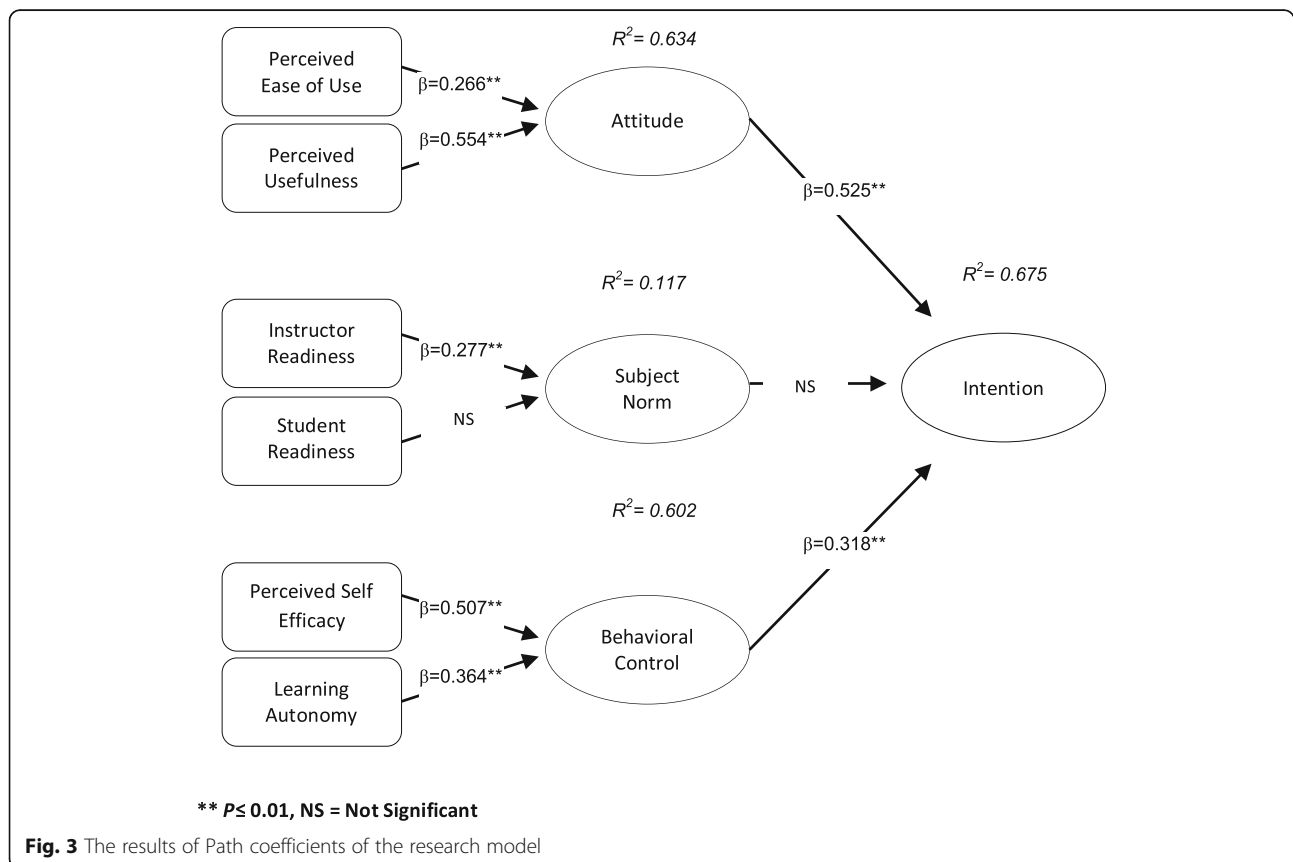 R²= 0.634
Perceived
Ease of Use
β=0.266**
Attitude
β=0.554**
Perceived
Usefulness
β=0.525**
R²= 0.117
R²= 0.675
Instructor
Readiness
β=0.277**
Subject
Norm
NS
Intention
NS
Student
Readiness
R²= 0.602
β=0.318**
Perceived Self
Efficacy
β=0.507**
Behavioral
Control
β=0.364**
Learning
Autonomy
** P≤ 0.01, NS = Not Significant
Fig. 3 The results of Path coefficients of the research model